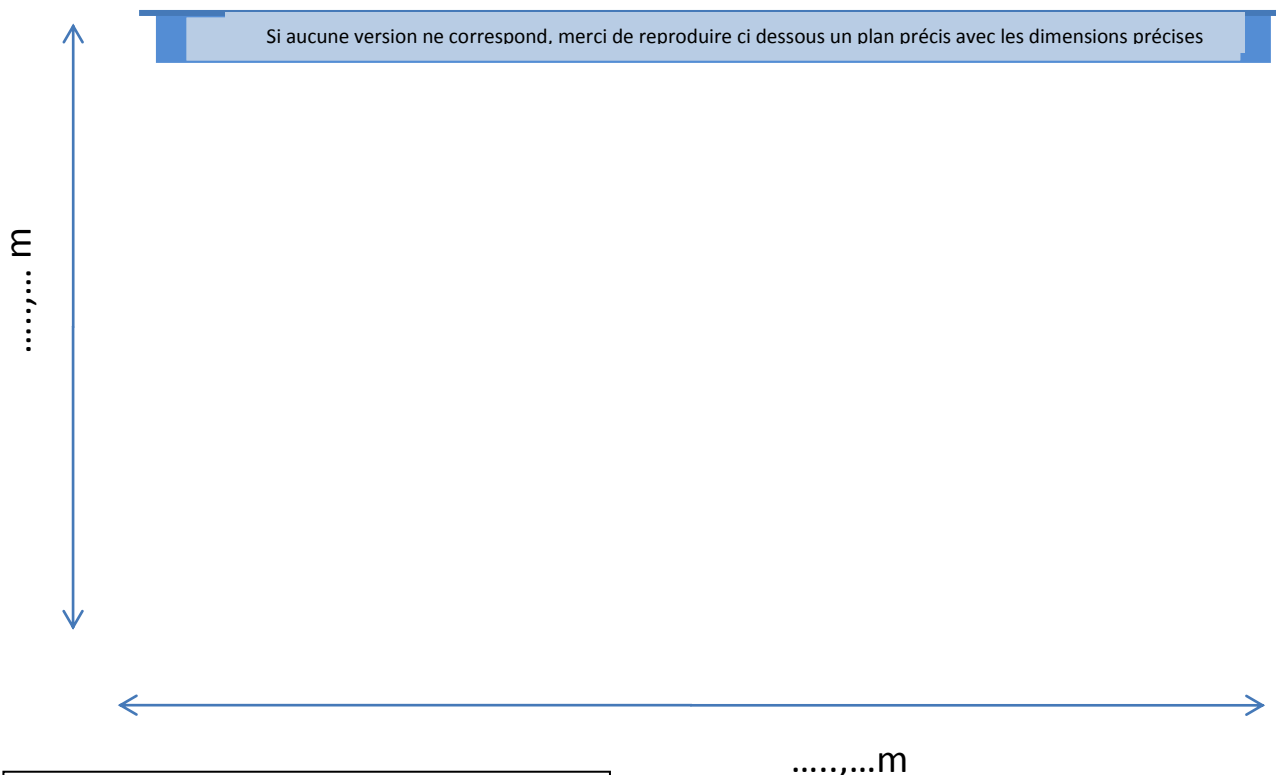 Si aucune version ne correspond, merci de reproduire ci dessous un plan précis avec les dimensions précises
.....,... m
.....,...m